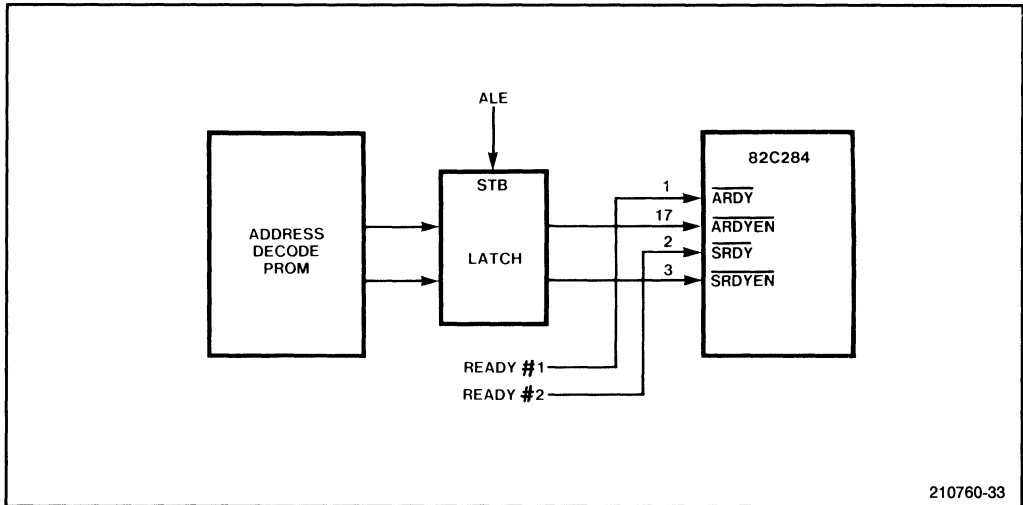 ALE
ADDRESS
DECODE
PROM
STB
LATCH
82C284
1
ARDY
17
ARDYEN
2
SRDY
3
SRDYEN
READY #1
READY #2
210760-33